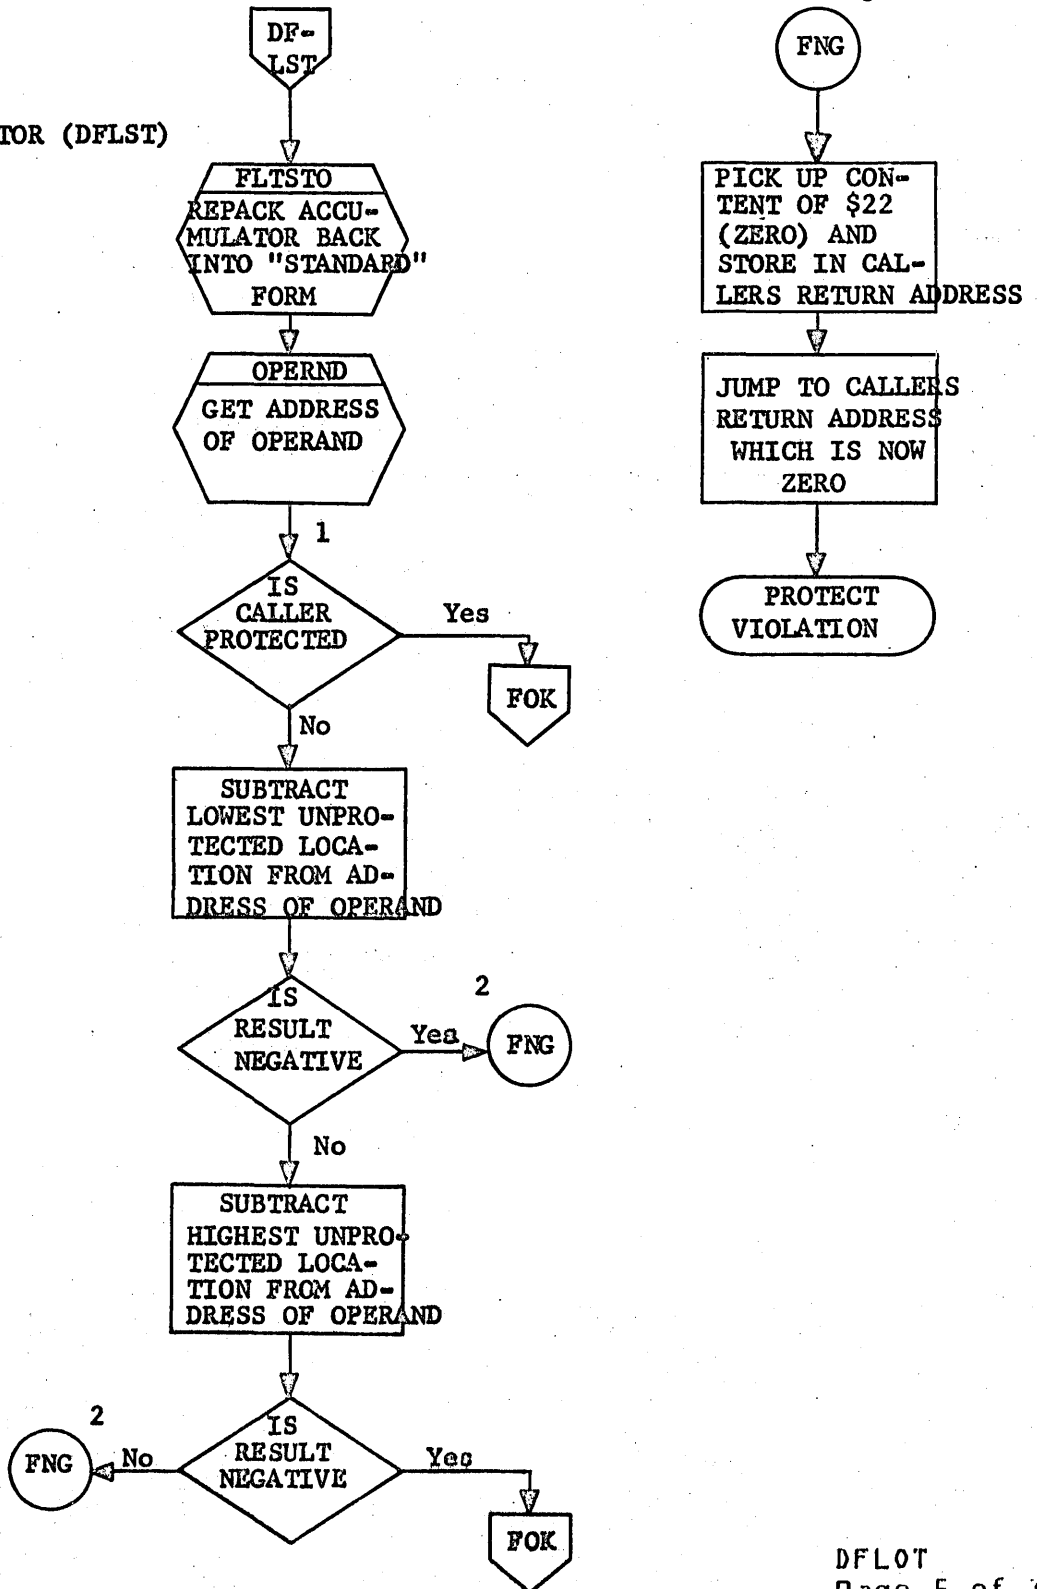 DF-
LST
TOR (DFLST)
FLTSTO
REPACK ACCU-
MULATOR BACK
INTO "STANDARD"
FORM
OPERND
GET ADDRESS
OF OPERAND
1
IS
CALLER
PROTECTED
Yes
FOK
No
SUBTRACT
LOWEST UNPRO-
TECTED LOCA-
TION FROM AD-
DRESS OF OPERAND
IS
RESULT
NEGATIVE
Yes
2
FNG
No
SUBTRACT
HIGHEST UNPRO-
TECTED LOCA-
TION FROM AD-
DRESS OF OPERAND
IS
RESULT
NEGATIVE
2
FNG
No
Yes
FOK
FNG
PICK UP CON-
TENT OF $22
(ZERO) AND
STORE IN CAL-
LERS RETURN ADDRESS
JUMP TO CALLERS
RETURN ADDRESS
WHICH IS NOW
ZERO
PROTECT
VIOLATION
DFLOT
Page 5 of